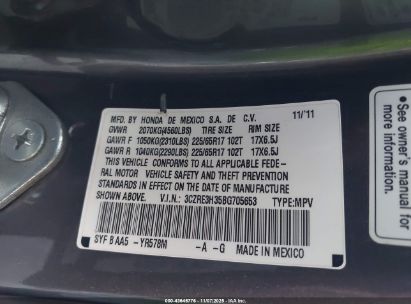 MFD. BY HONDA DE MEXICO S.A. DE C.V. 11/'11
GVWR 2070KG(4560LBS) TIRE SIZE RIM SIZE
GAWR F 1050KG(2310LBS) 225/65R17 102T 17X6.5J
GAWR R 1040KG(2290LBS) 225/65R17 102T 17X6.5J
THIS VEHICLE CONFORMS TO ALL APPLICABLE FEDE-
RAL MOTOR VEHICLE SAFETY AND THEFT PREVENTION
STANDARDS IN EFFECT ON THE DATE OF MANUFACTURE
SHOWN ABOVE. V.I.N.: 3CZRE3H35BG705653 TYPE:MPV
SYF B AA5 -YR578M -A -G MADE IN MEXICO
See owner's manual
for more information.